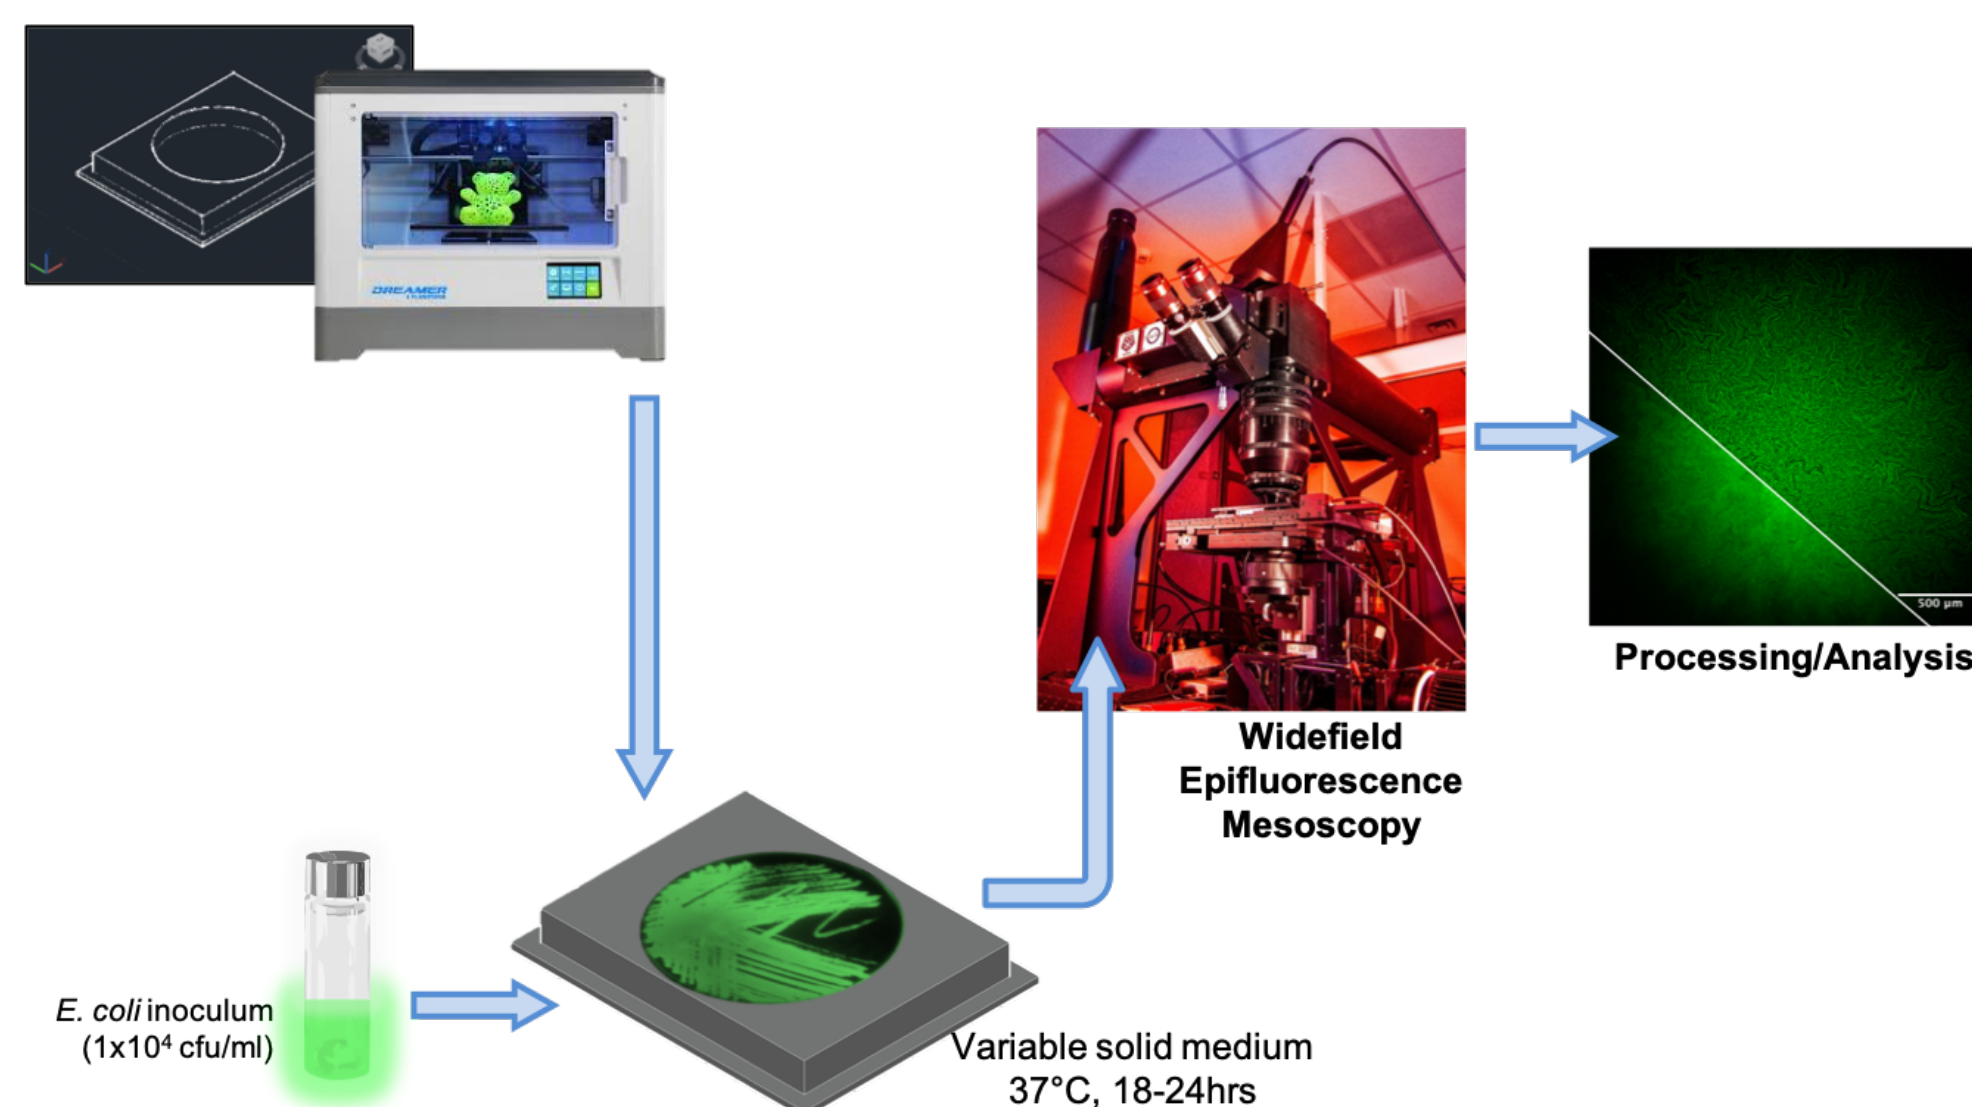 DREAMER
500 µm
Processing/Analysis
Widefield
Epifluorescence
Mesoscopy
E. coli inoculum
(1x10⁴ cfu/ml)
Variable solid medium
37°C, 18-24hrs